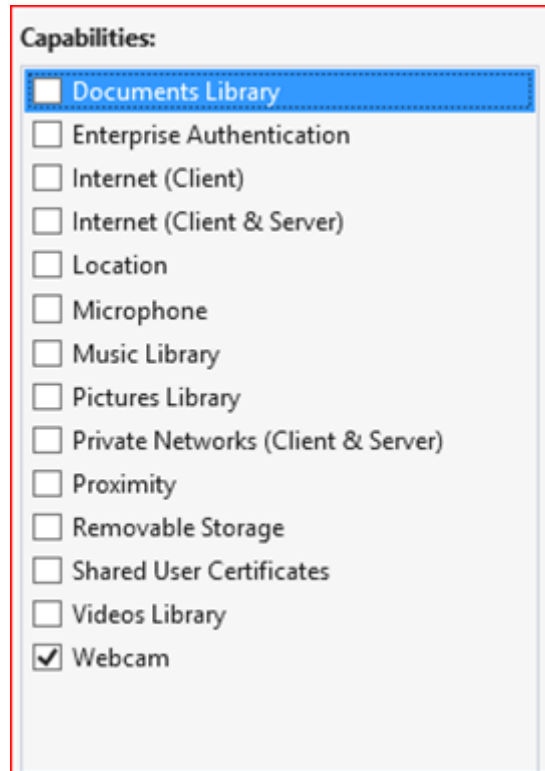 Capabilities:
Documents Library
Enterprise Authentication
Internet (Client)
Internet (Client & Server)
Location
Microphone
Music Library
Pictures Library
Private Networks (Client & Server)
Proximity
Removable Storage
Shared User Certificates
Videos Library
Webcam